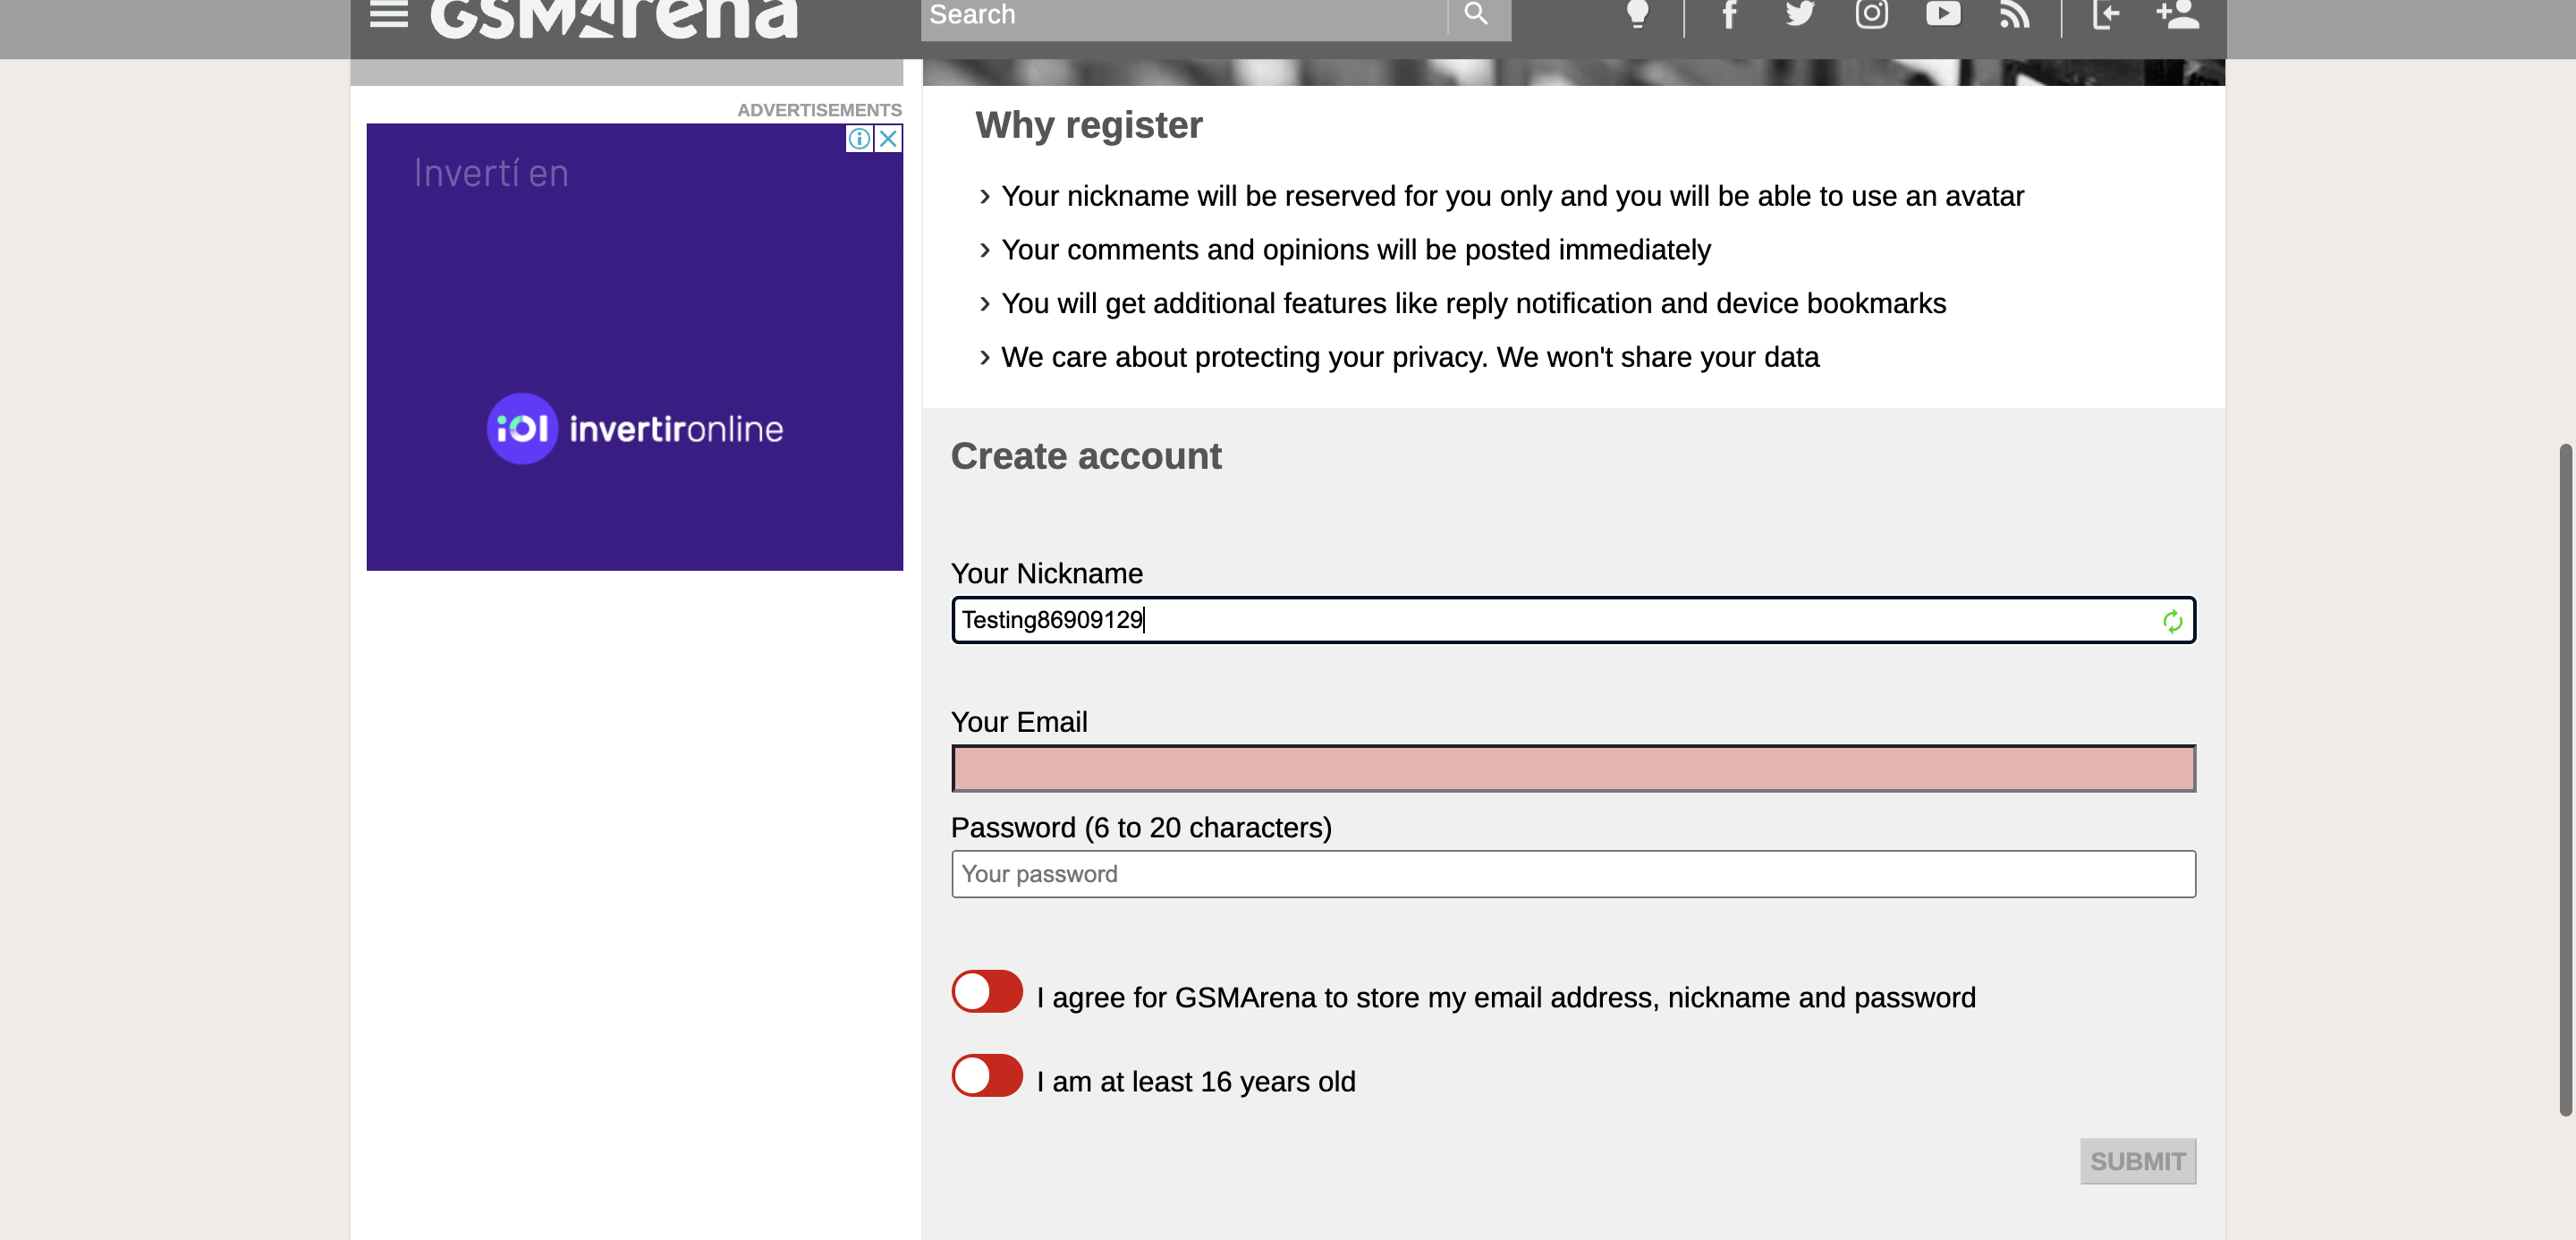 GSMArena
Search
ADVERTISEMENTS
Invertí en
iol invertironline
Why register
› Your nickname will be reserved for you only and you will be able to use an avatar
› Your comments and opinions will be posted immediately
› You will get additional features like reply notification and device bookmarks
› We care about protecting your privacy. We won't share your data
Create account
Your Nickname
Testing86909129
Your Email
Password (6 to 20 characters)
Your password
I agree for GSMArena to store my email address, nickname and password
I am at least 16 years old
SUBMIT